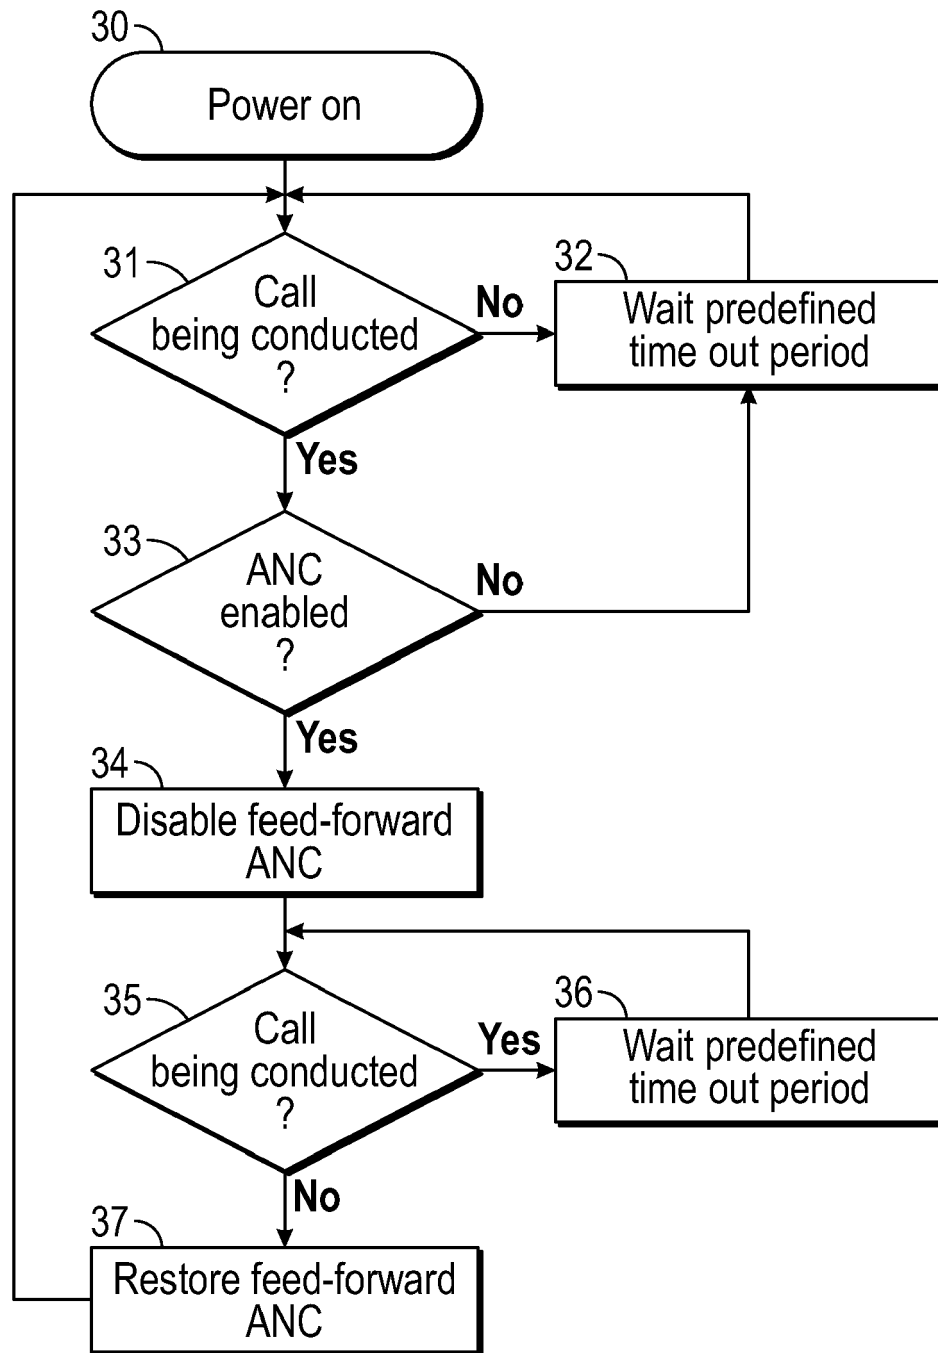 30
Power on
31
Call
being conducted
?
No
32
Wait predefined
time out period
Yes
33
ANC
enabled
?
No
Yes
34
Disable feed-forward
ANC
35
Call
being conducted
?
Yes
36
Wait predefined
time out period
No
37
Restore feed-forward
ANC